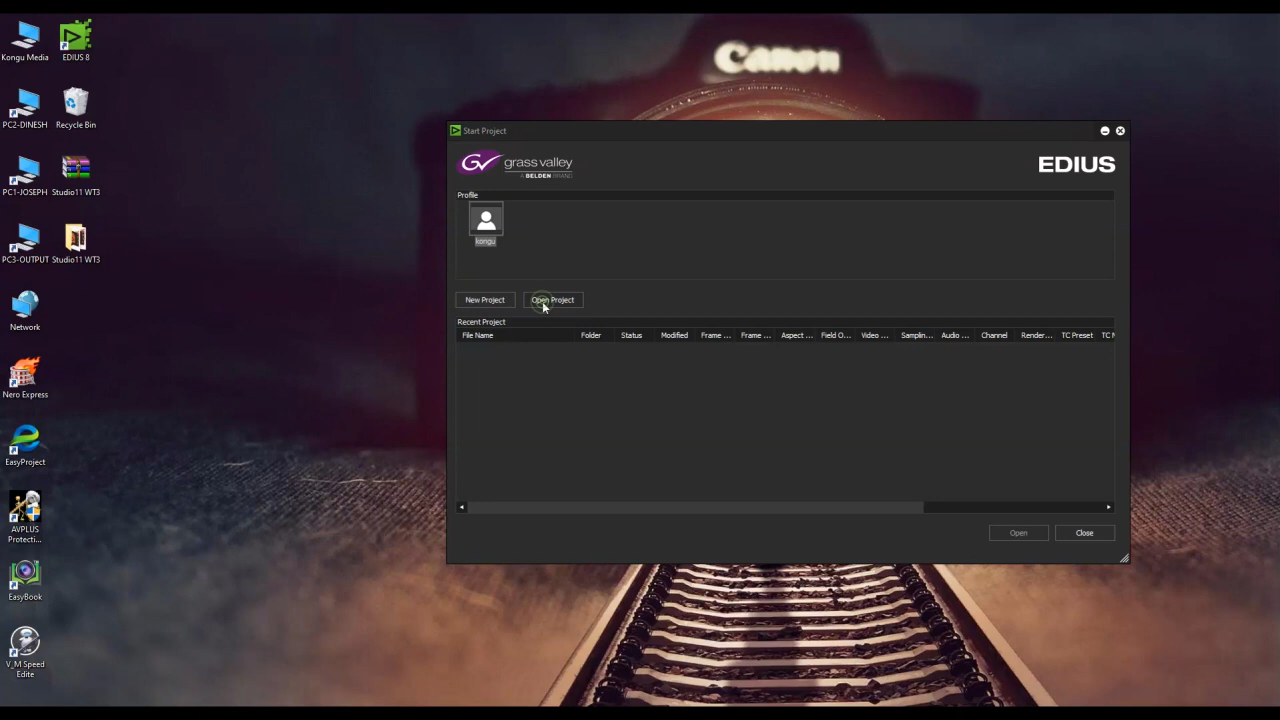 Canon
Kongu Media
EDIUS 8
PC2-DINESH
Recycle Bin
PC1-JOSEPH
Studio11 WT3
PC3-OUTPUT
Studio11 WT3
Network
Nero Express
EasyProject
AVPLUS
Protecti...
EasyBook
V_M Speed
Edite
Start Project
GV grass valley
A BELDEN BRAND
EDIUS
Profile
kongu
New Project
Open Project
Recent Project
File Name Folder Status Modified Frame ... Frame ... Aspect ... Field O... Video ... Samplin... Audio ... Channel Render... TC Preset TC M
Open
Close